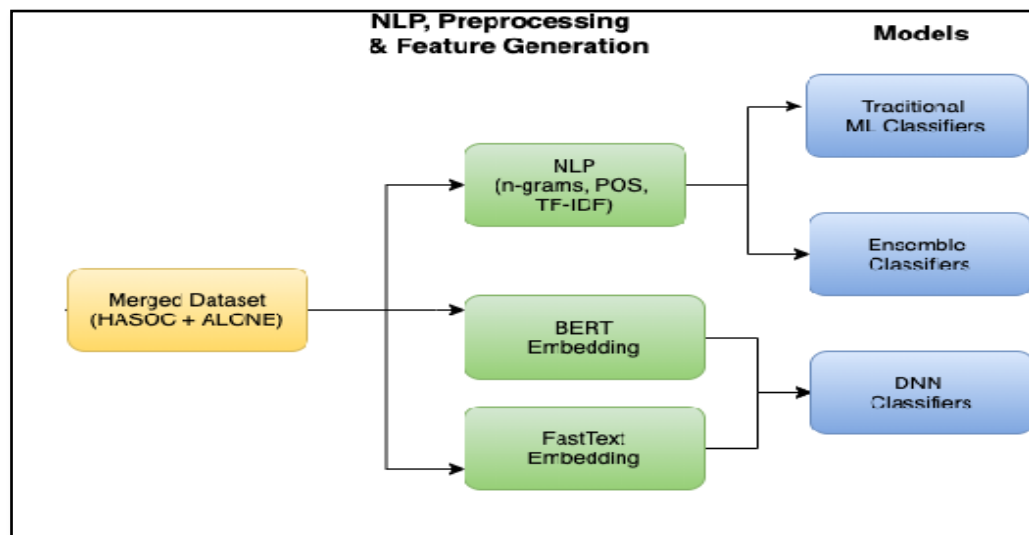 NLP, Preprocessing
& Feature Generation
Models
Traditional
ML Classifiers
NLP
(n-grams, POS,
TF-IDF)
Ensemble
Classifiers
Merged Dataset
(HASOC + ALONE)
BERT
Embedding
DNN
Classifiers
FastText
Embedding